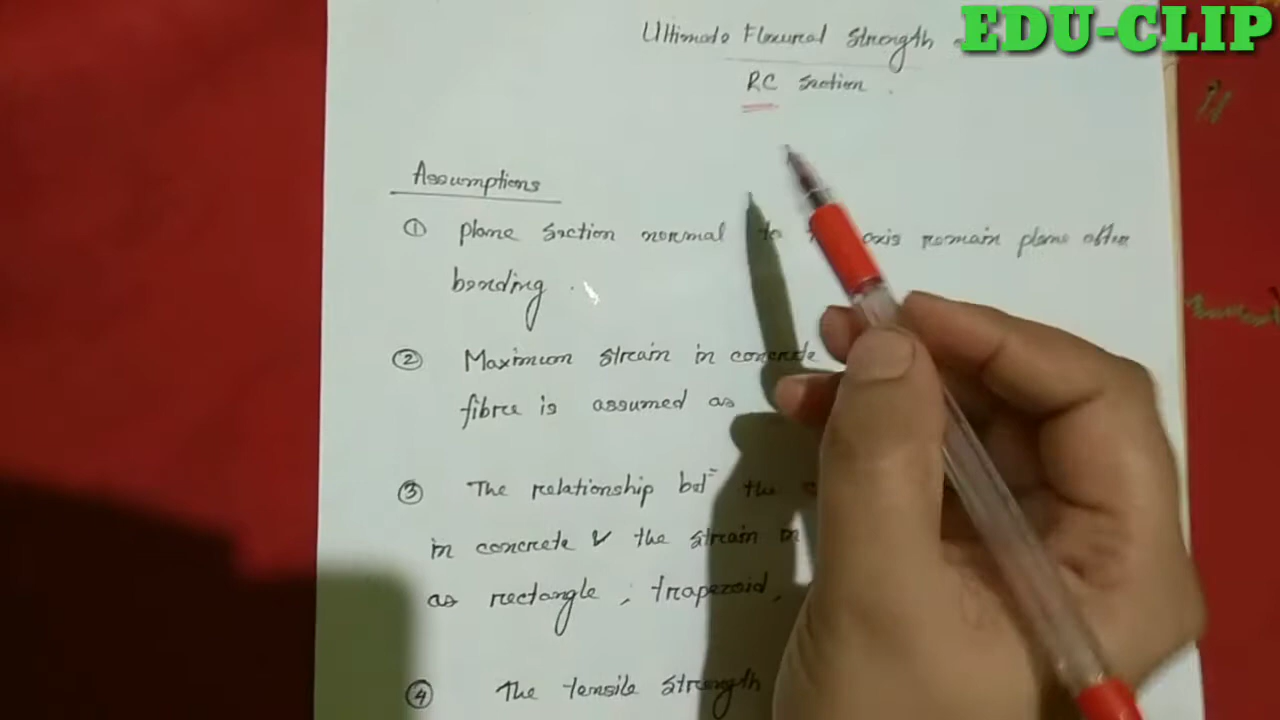 EDU-CLIP
Ultimate Flexural Strength
RC Section
Assumptions
① plane section normal to axis remain plane after
bending.
② Maximum strain in concrete
fibre is assumed as
③ The relationship betⁿ the
in concrete & the strain in
as rectangle, trapezoid,
④ The tensile strength